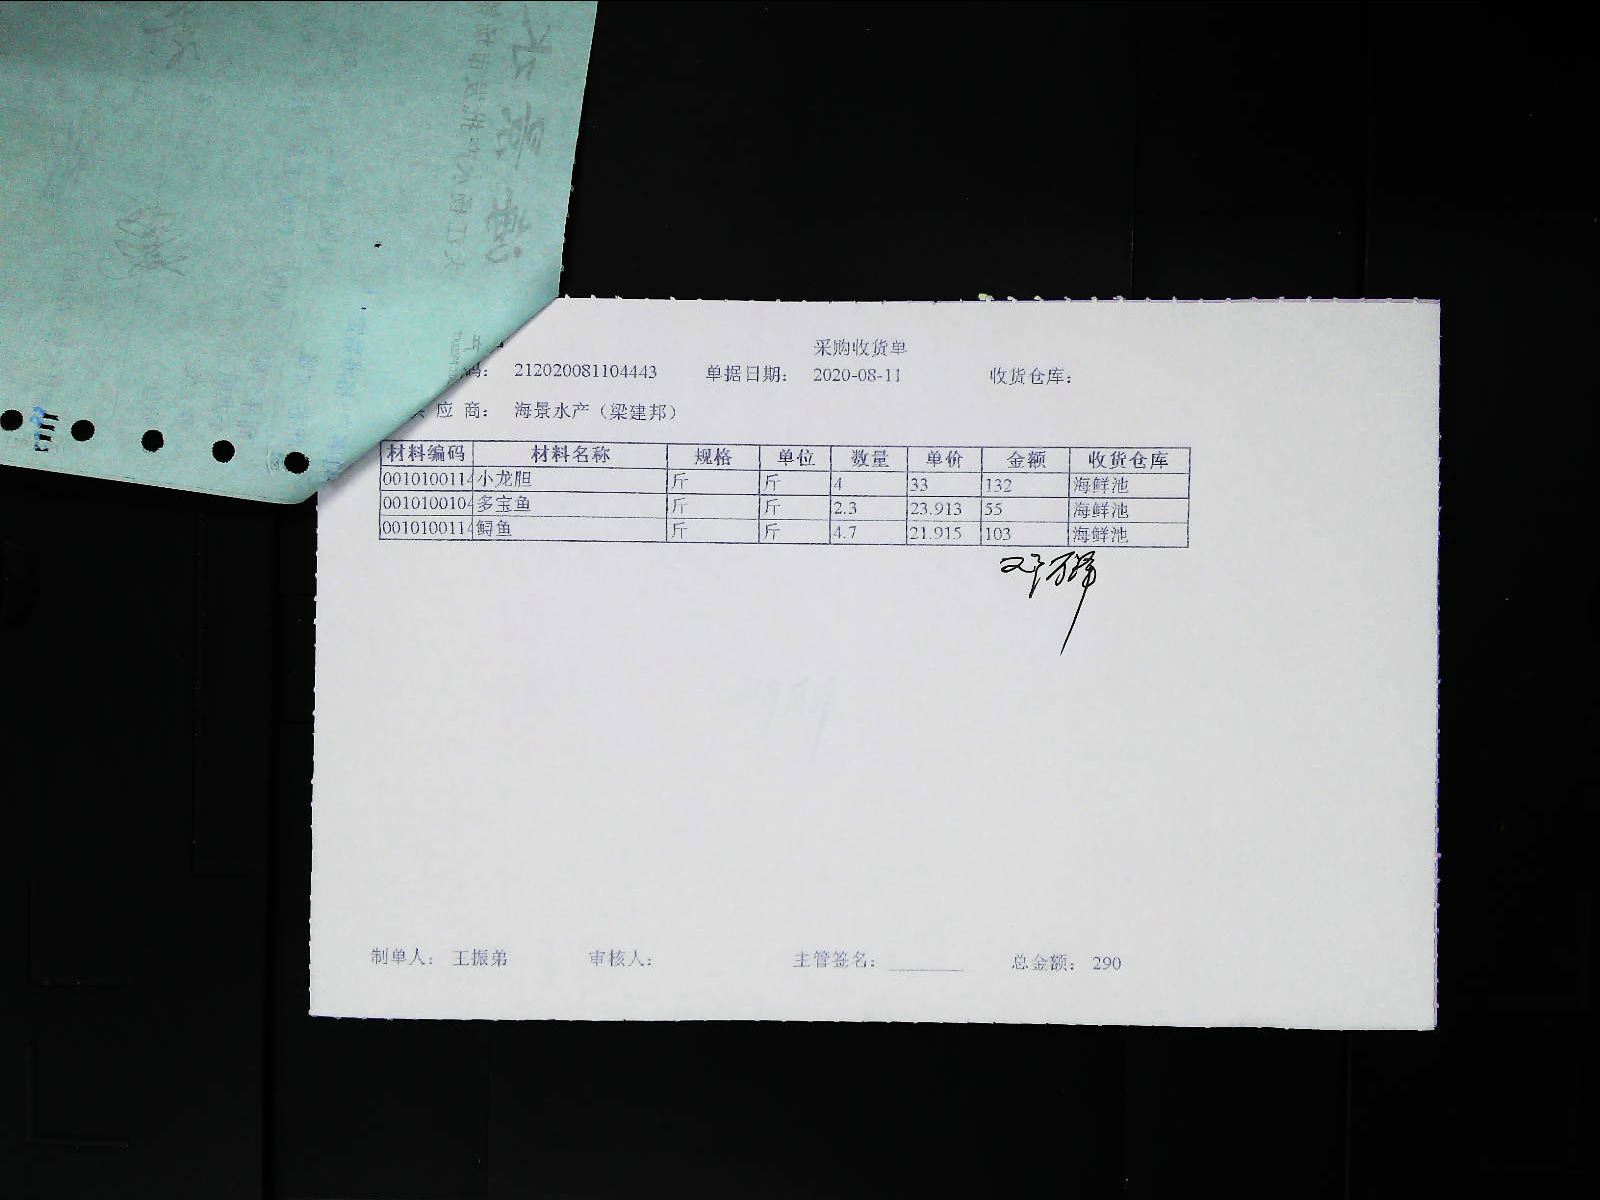 采购收货单
码： 212020081104443 单据日期： 2020-08-11 收货仓库：
应 商： 海景水产（梁建邦）
材料编码 材料名称 规格 单位 数量 单价 金额 收货仓库
0010100114 小龙胆 斤 斤 4 33 132 海鲜池
0010100104 多宝鱼 斤 斤 2.3 23.913 55 海鲜池
0010100114 鲟鱼 斤 斤 4.7 21.915 103 海鲜池
制单人： 王振弟 审核人： 主管签名： 总金额： 290